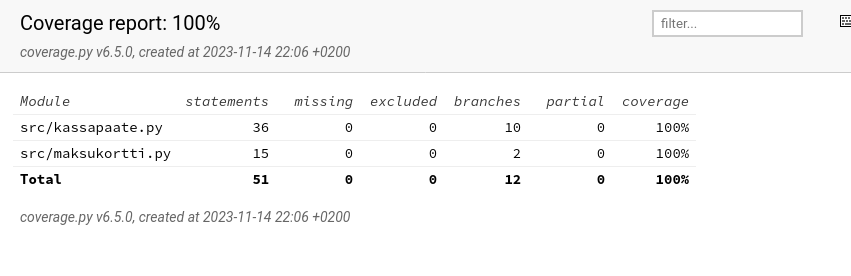 Coverage report: 100%
filter...
coverage.py v6.5.0, created at 2023-11-14 22:06 +0200
Module statements missing excluded branches partial coverage
src/kassapaate.py 36 0 0 10 0 100%
src/maksukortti.py 15 0 0 2 0 100%
Total 51 0 0 12 0 100%
coverage.py v6.5.0, created at 2023-11-14 22:06 +0200